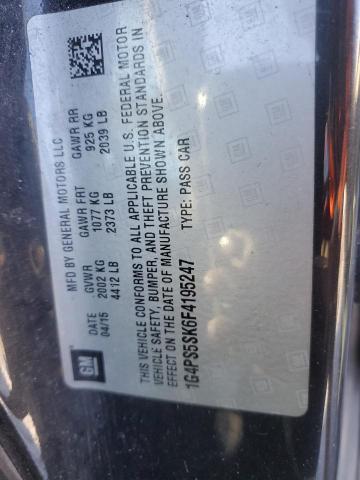 MFD BY GENERAL MOTORS LLC
DATE GVWR GAWR FRT GAWR RR
04/15 2002 KG 1077 KG 925 KG
4412 LB 2373 LB 2039 LB
GM
THIS VEHICLE CONFORMS TO ALL APPLICABLE U.S. FEDERAL MOTOR
VEHICLE SAFETY, BUMPER, AND THEFT PREVENTION STANDARDS IN
EFFECT ON THE DATE OF MANUFACTURE SHOWN ABOVE.
1G4PS5SK6F4195247 TYPE: PASS CAR